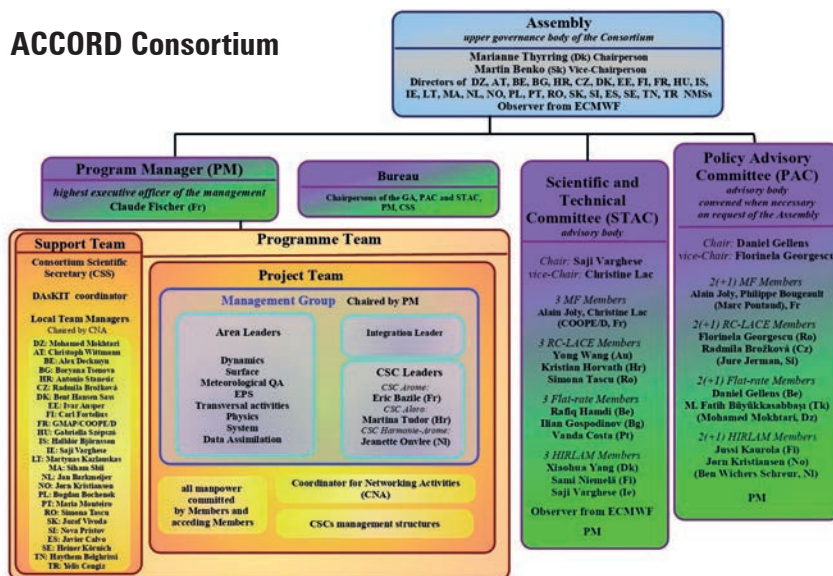 ACCORD Consortium
Assembly
upper governance body of the Consortium
Marianne Thyrring (Dk) Chairperson
Martin Benko (Sk) Vice-Chairperson
Directors of DZ, AT, BE, BG, HR, CZ, DK, EE, FI, FR, HU, IS,
IE, LT, MA, NL, NO, PL, PT, RO, SK, SI, ES, SE, TN, TR NMSs
Observer from ECMWF
Program Manager (PM)
highest executive officer of the management
Claude Fischer (Fr)
Bureau
Chairpersons of the GA, PAC and STAC,
PM, CSS
Scientific and
Technical
Committee (STAC)
advisory body
Chair: Saji Varghese
vice-Chair: Christine Lac
3 MF Members
Alain Joly, Christine Lac
(COOPE/D, Fr)
3 RC-LACE Members
Yong Wang (Au)
Kristian Horvath (Hr)
Simona Tascu (Ro)
3 Flat-rate Members
Rafiq Hamdi (Be)
Ilian Gospodinov (Bg)
Vanda Costa (Pt)
3 HIRLAM Members
Xiaohua Yang (Dk)
Sami Niemelä (Fi)
Saji Varghese (Ie)
Observer from ECMWF
PM
Policy Advisory
Committee (PAC)
advisory body
convened when necessary
on request of the Assembly
Chair: Daniel Gellens
vice-Chair: Florinela Georgescu
2(+1) MF Members
Alain Joly, Philippe Bougeault
(Marc Pontaud), Fr
2(+1) RC-LACE Members
Florinela Georgescu (Ro)
Radmila Brožková (Cz)
(Jure Jerman, Si)
2(+1) Flat-rate Members
Daniel Gellens (Be)
M. Fatih Büyükkasabbaşı (Tk)
(Mohamed Mokhtari, Dz)
2(+1) HIRLAM Members
Jussi Kaurola (Fi)
Jørn Kristiansen (No)
(Ben Wichers Schreur, Nl)
PM
Support Team
Consortium Scientific
Secretary (CSS)
DAsKIT coordinator
Local Team Managers
Chaired by CNA
DZ: Mohamed Mokhtari
AT: Christoph Wittmann
BE: Alex Deckmyn
BG: Boryana Tsenova
HR: Antonio Stanesic
CZ: Radmila Brožková
DK: Bent Hansen Sass
EE: Ivar Ansper
FI: Carl Fortelius
FR: GMAP/COOPE/D
HU: Gabriella Szépszó
IS: Halldór Björnsson
IE: Saji Varghese
LT: Martynas Kazlauskas
MA: Siham Sbii
NL: Jan Barkmeijer
NO: Jørn Kristiansen
PL: Bogdan Bochenek
PT: Maria Monteiro
RO: Simona Tascu
SK: Jozef Vivoda
SI: Neva Pristov
ES: Javier Calvo
SE: Heiner Körnich
TN: Haythem Belghrissi
TR: Yelis Cengiz
Programme Team
Project Team
Management Group Chaired by PM
Area Leaders
Dynamics
Surface
Meteorological QA
EPS
Transversal activities
Physics
System
Data Assimilation
Integration Leader
CSC Leaders
CSC Arome:
Eric Bazile (Fr)
CSC Alaro:
Martina Tudor (Hr)
CSC Harmonie-Arome:
Jeanette Onvlee (Nl)
all manpower
committed
by Members and
acceding Members
Coordinator for Networking Activities
(CNA)
CSCs management structures